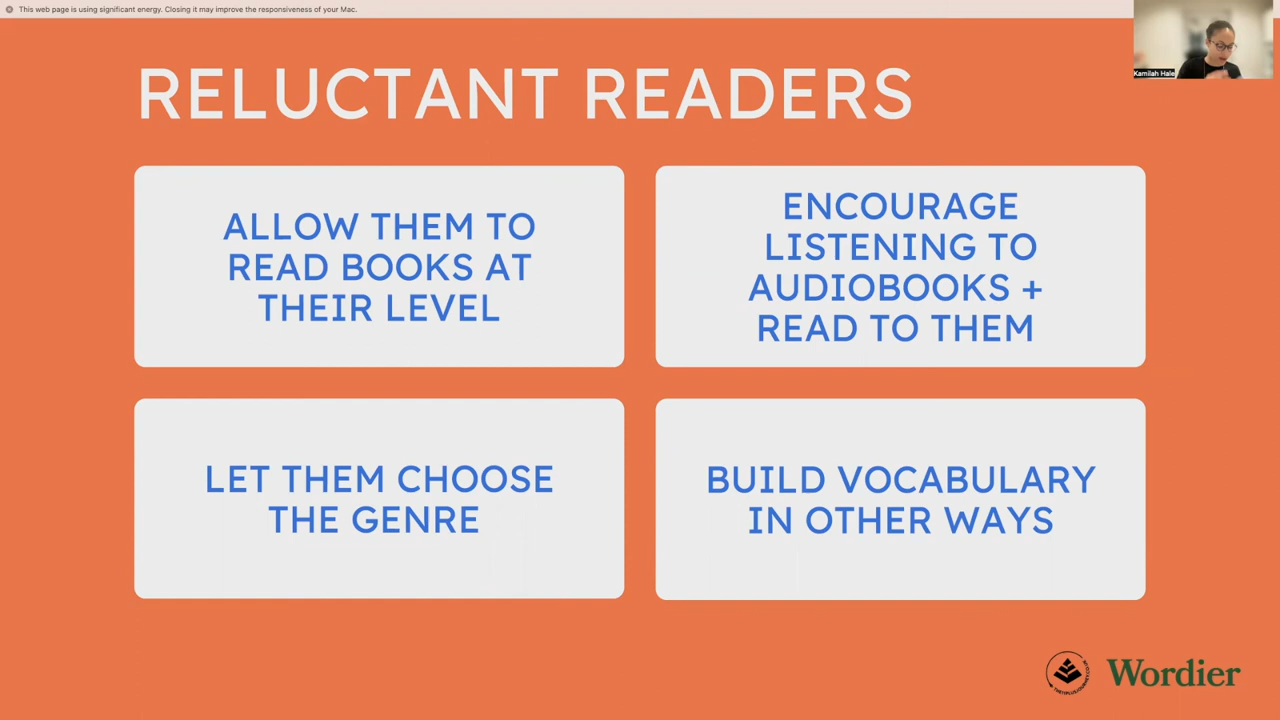 This web page is using significant energy. Closing it may improve the responsiveness of your Mac.
Kamilah Hale
RELUCTANT READERS
ALLOW THEM TO
READ BOOKS AT
THEIR LEVEL
ENCOURAGE
LISTENING TO
AUDIOBOOKS +
READ TO THEM
LET THEM CHOOSE
THE GENRE
BUILD VOCABULARY
IN OTHER WAYS
Wordier